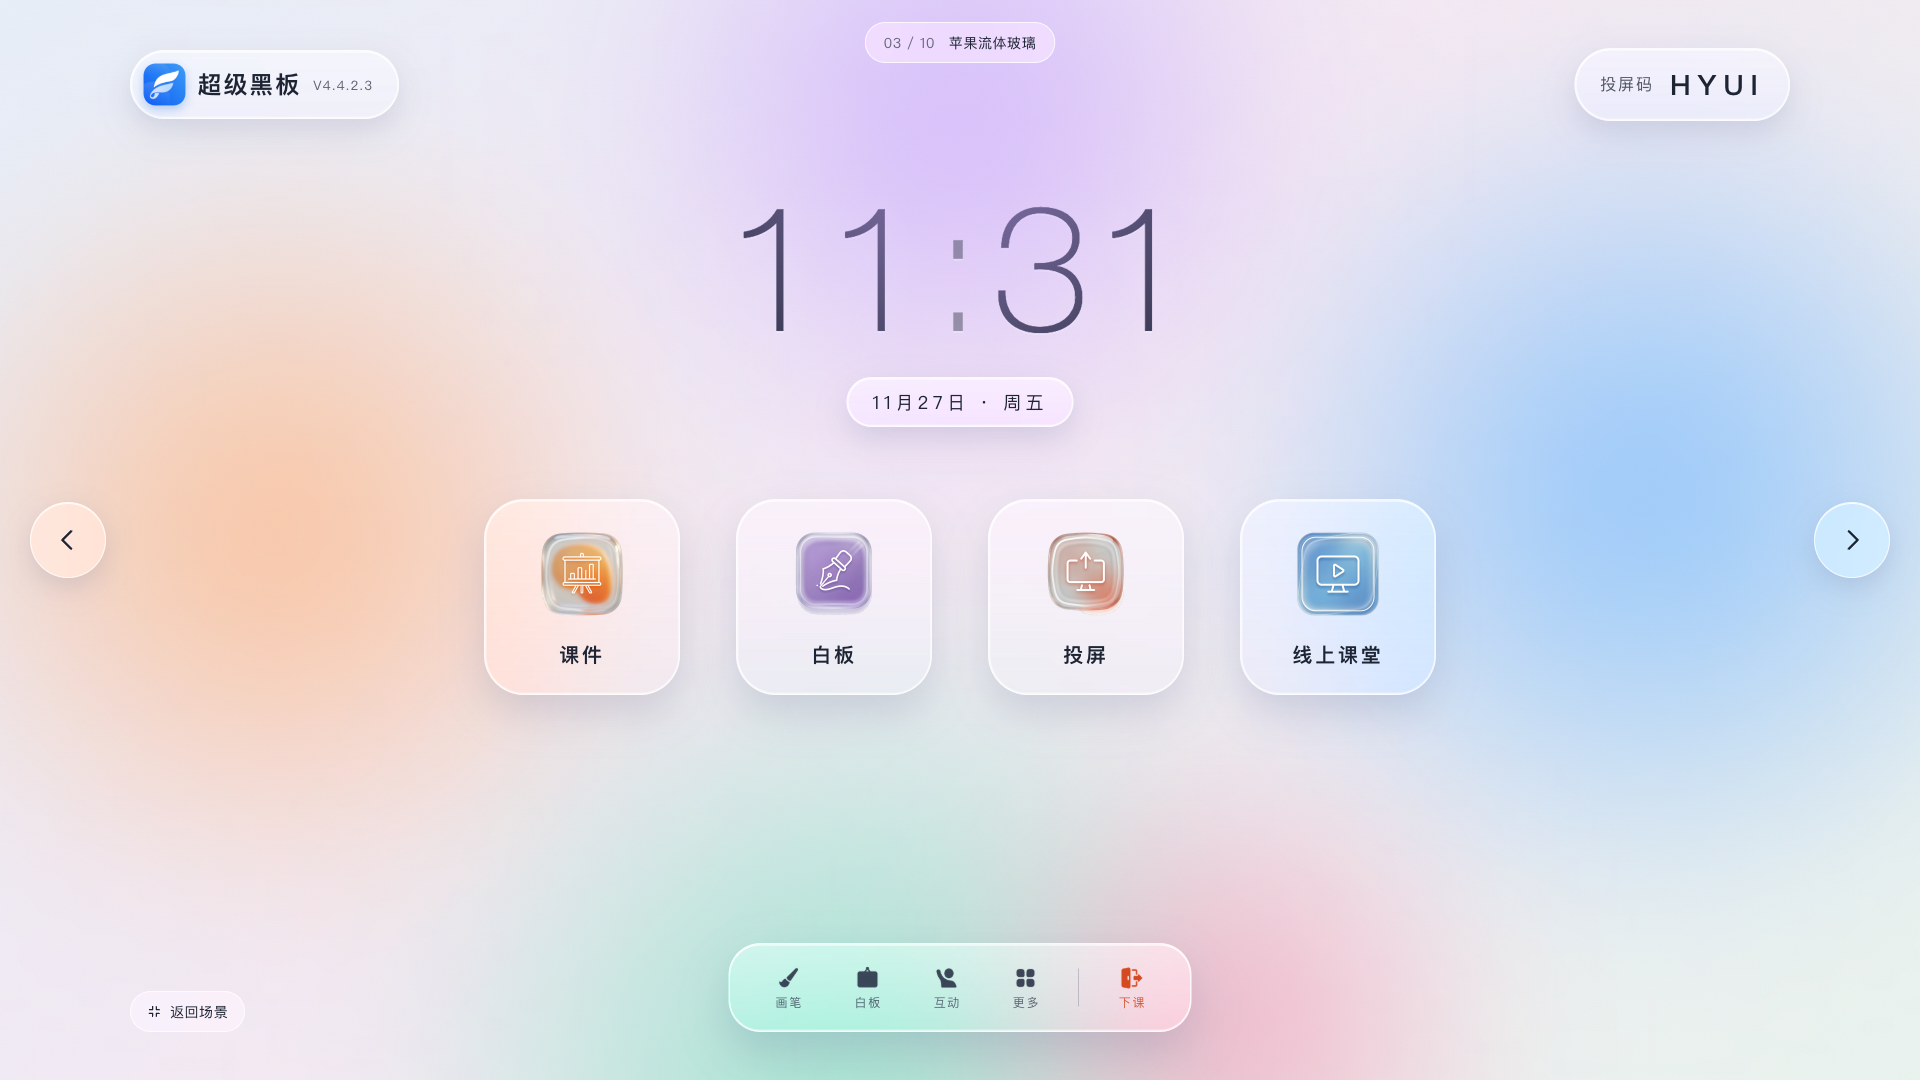 03 / 10 苹果流体玻璃
超级黑板 V4.4.2.3
投屏码 HYUI
11:31
11月27日 · 周五
课件
白板
投屏
线上课堂
画笔
白板
互动
更多
下课
返回场景